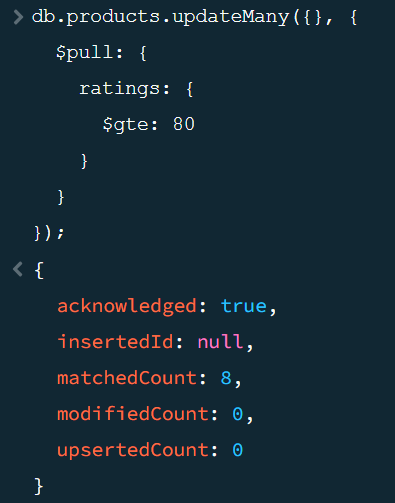 > db.products.updateMany({}, {
$pull: {
ratings: {
$gte: 80
}
}
});
< {
acknowledged: true,
insertedId: null,
matchedCount: 8,
modifiedCount: 0,
upsertedCount: 0
}